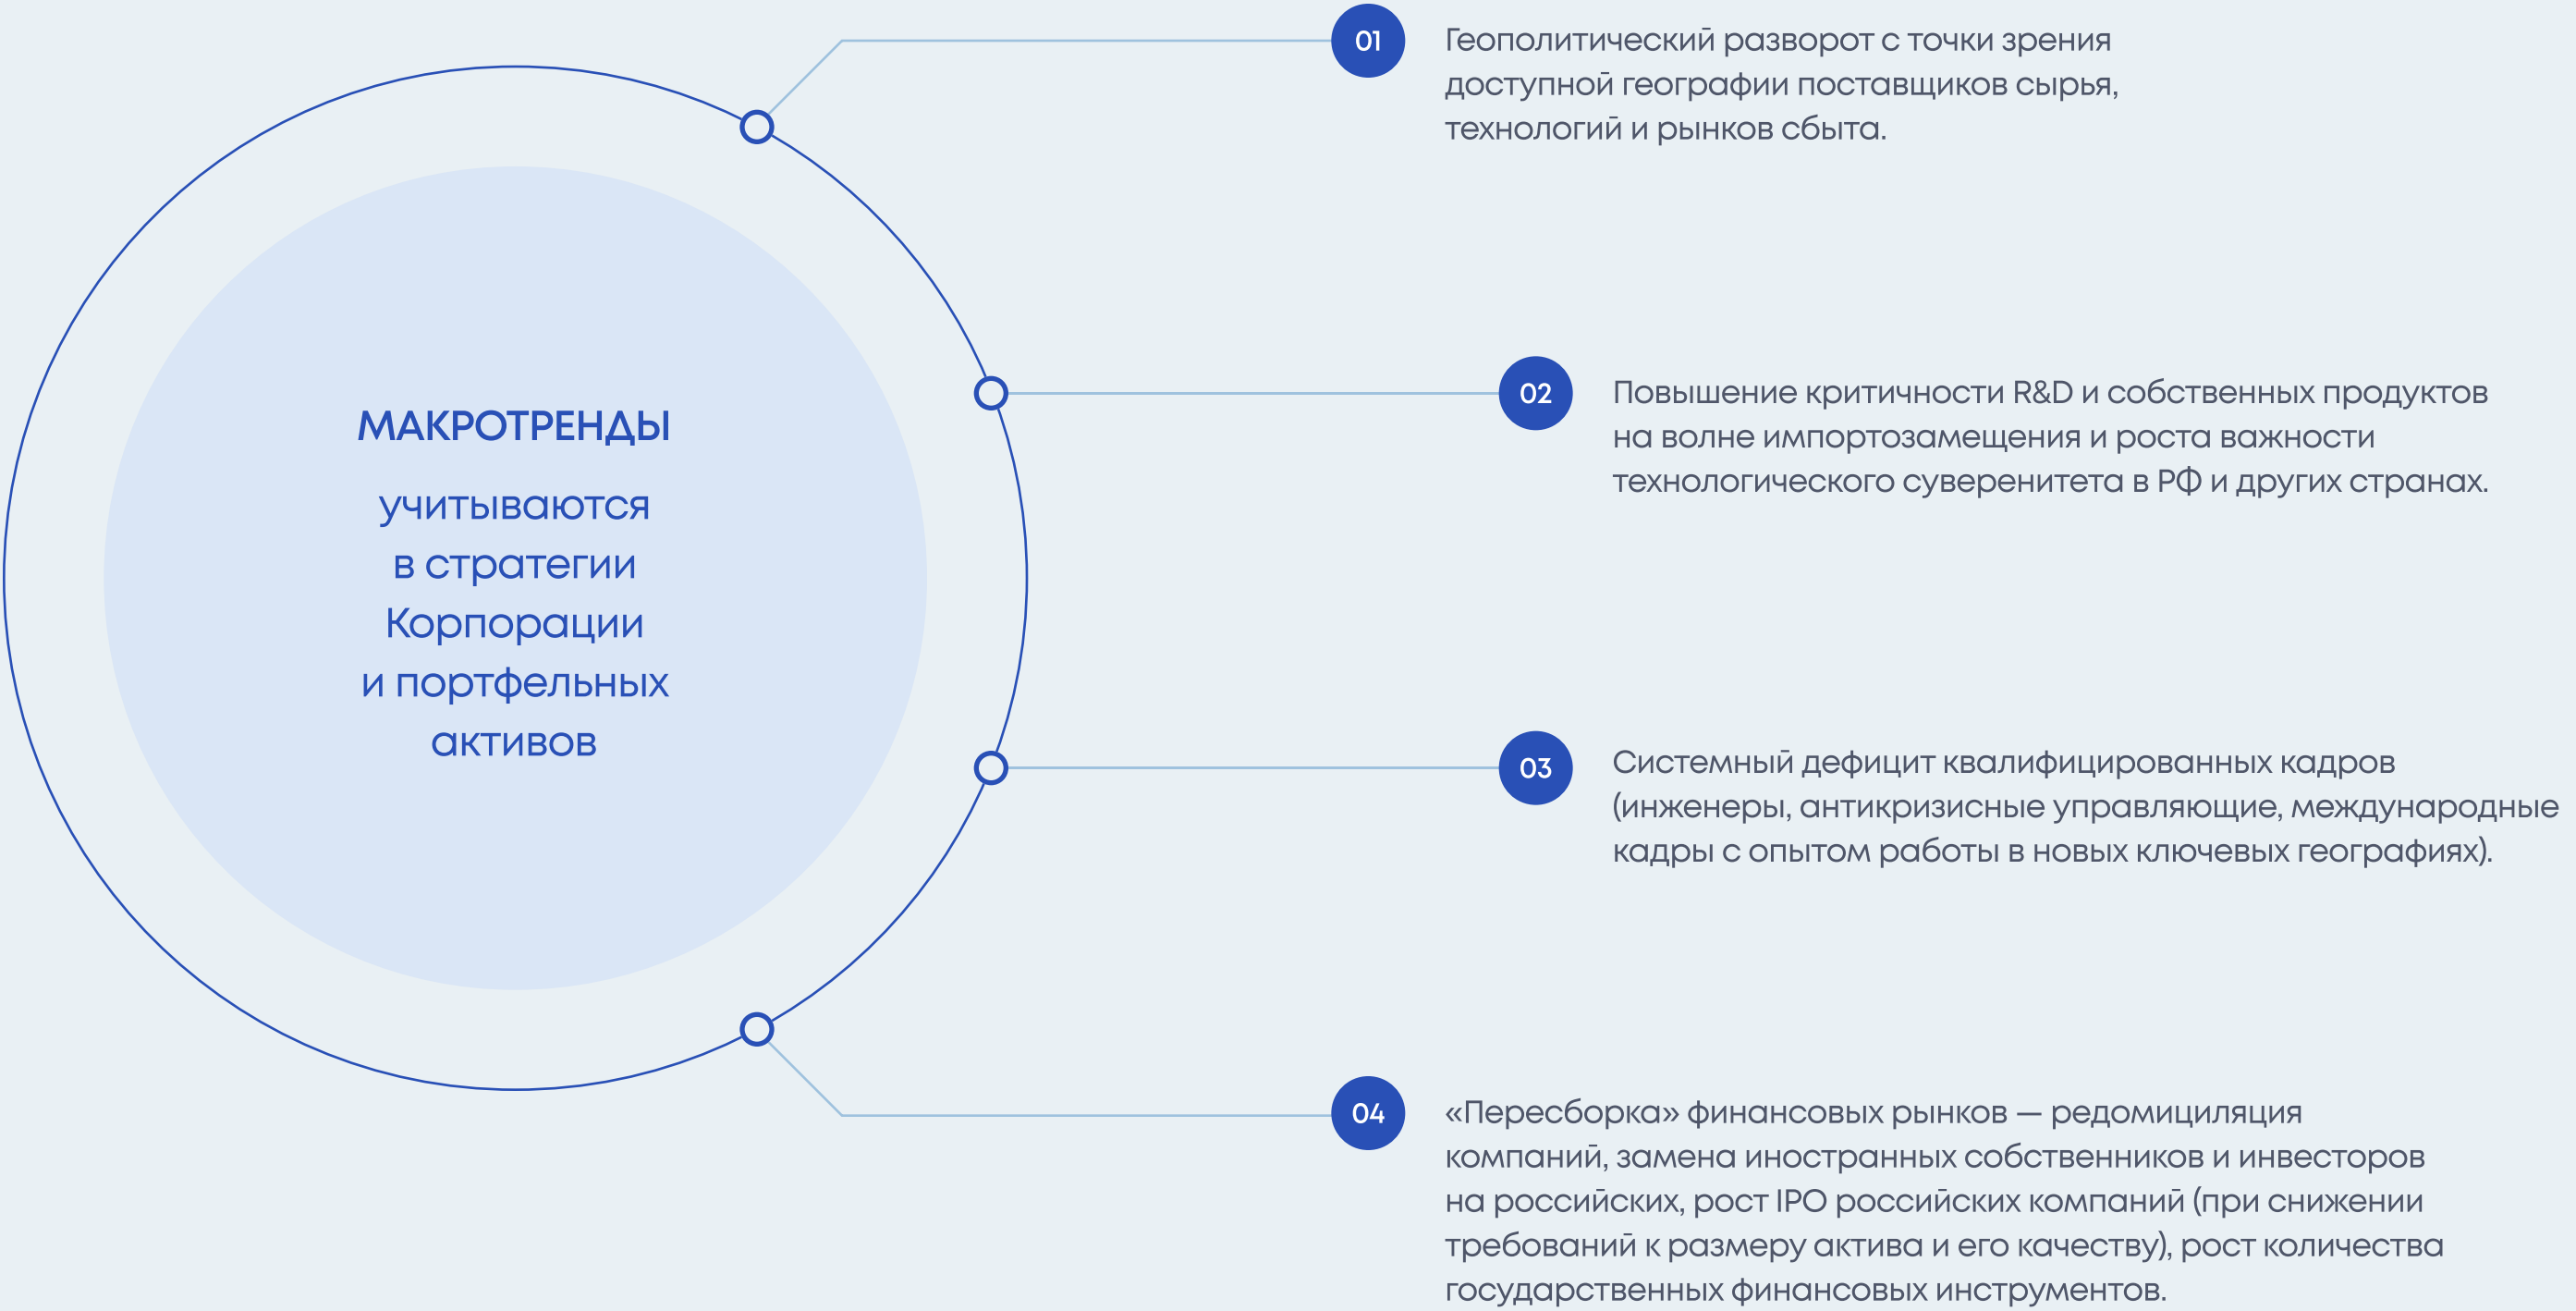 МАКРОТРЕНДЫ
учитываются
в стратегии
Корпорации
и портфельных
активов
01
Геополитический разворот с точки зрения
доступной географии поставщиков сырья,
технологий и рынков сбыта.
02
Повышение критичности R&D и собственных продуктов
на волне импортозамещения и роста важности
технологического суверенитета в РФ и других странах.
03
Системный дефицит квалифицированных кадров
(инженеры, антикризисные управляющие, международные
кадры с опытом работы в новых ключевых географиях).
04
«Пересборка» финансовых рынков — редомициляция
компаний, замена иностранных собственников и инвесторов
на российских, рост IPO российских компаний (при снижении
требований к размеру актива и его качеству), рост количества
государственных финансовых инструментов.